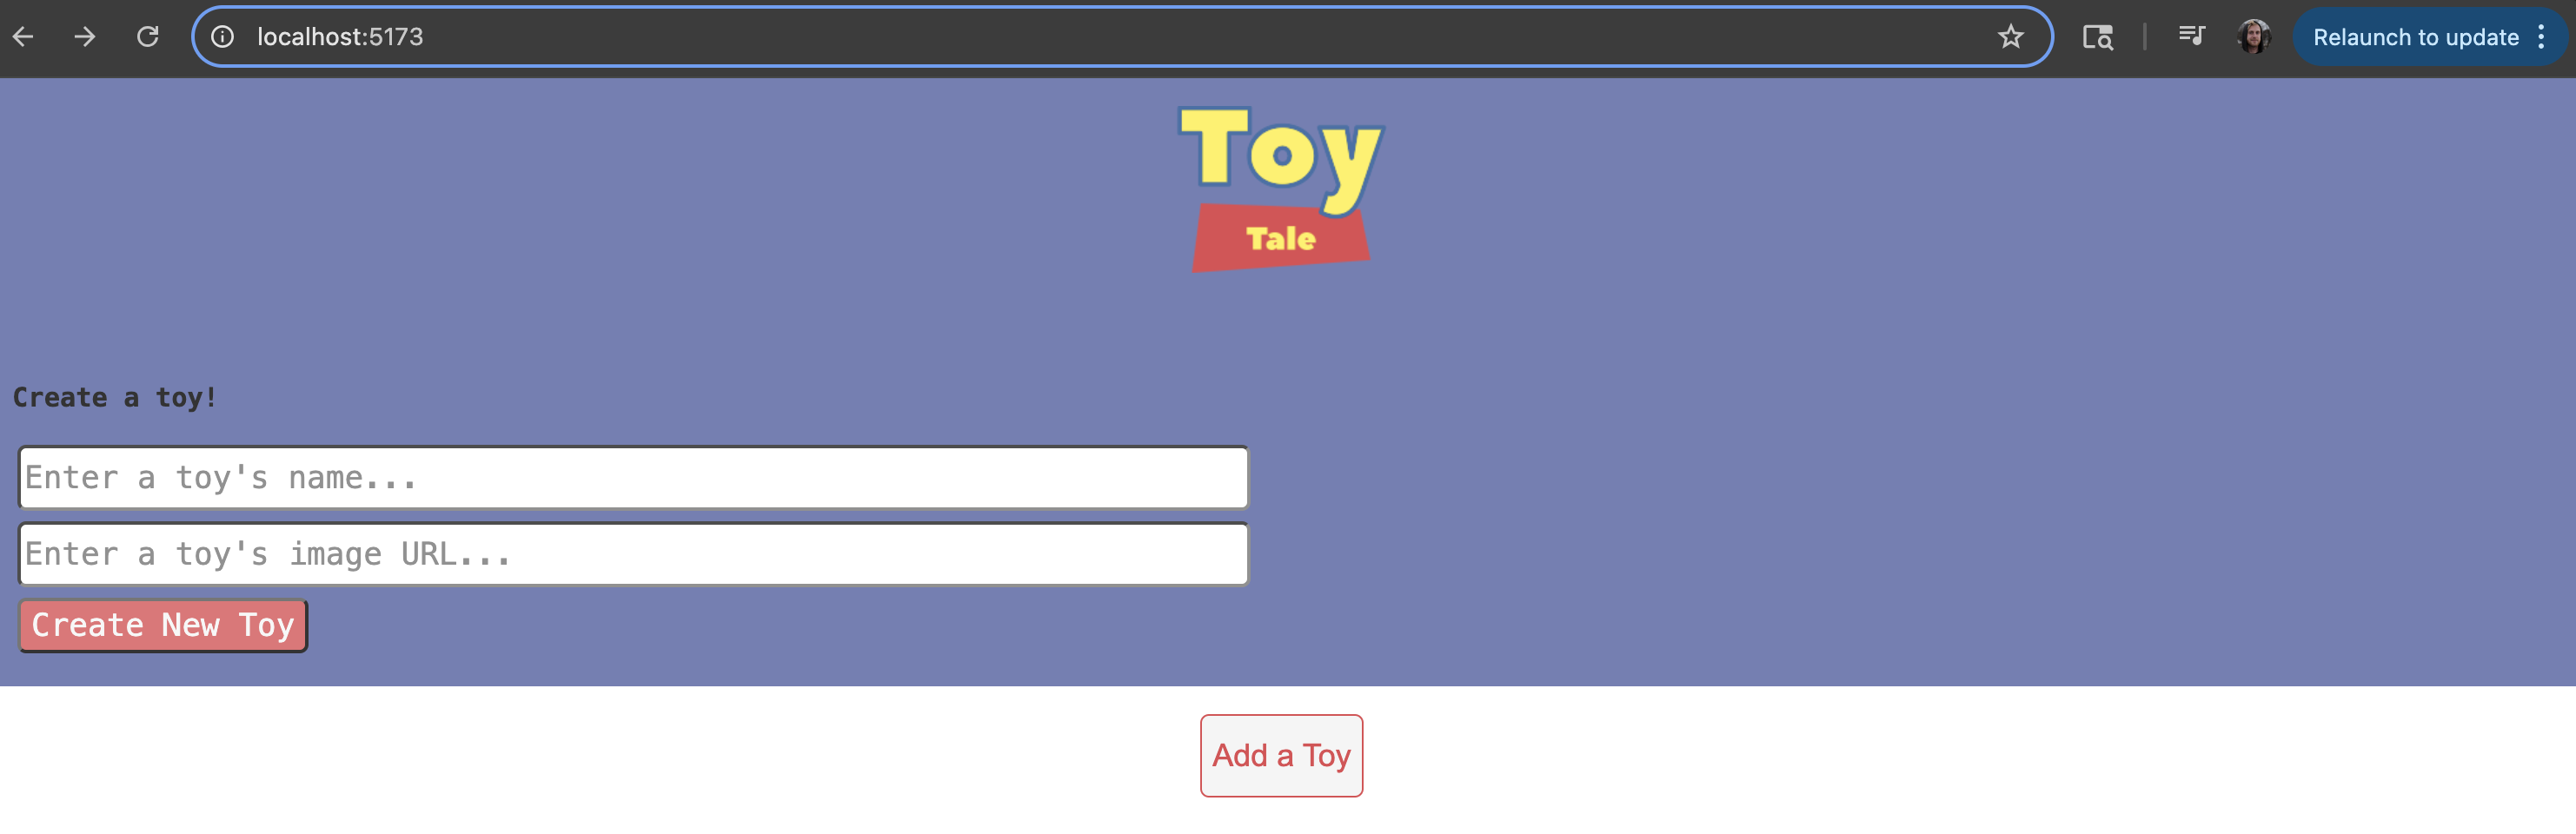 localhost:5173
Relaunch to update
Toy
Tale
Create a toy!
Enter a toy's name...
Enter a toy's image URL...
Create New Toy
Add a Toy